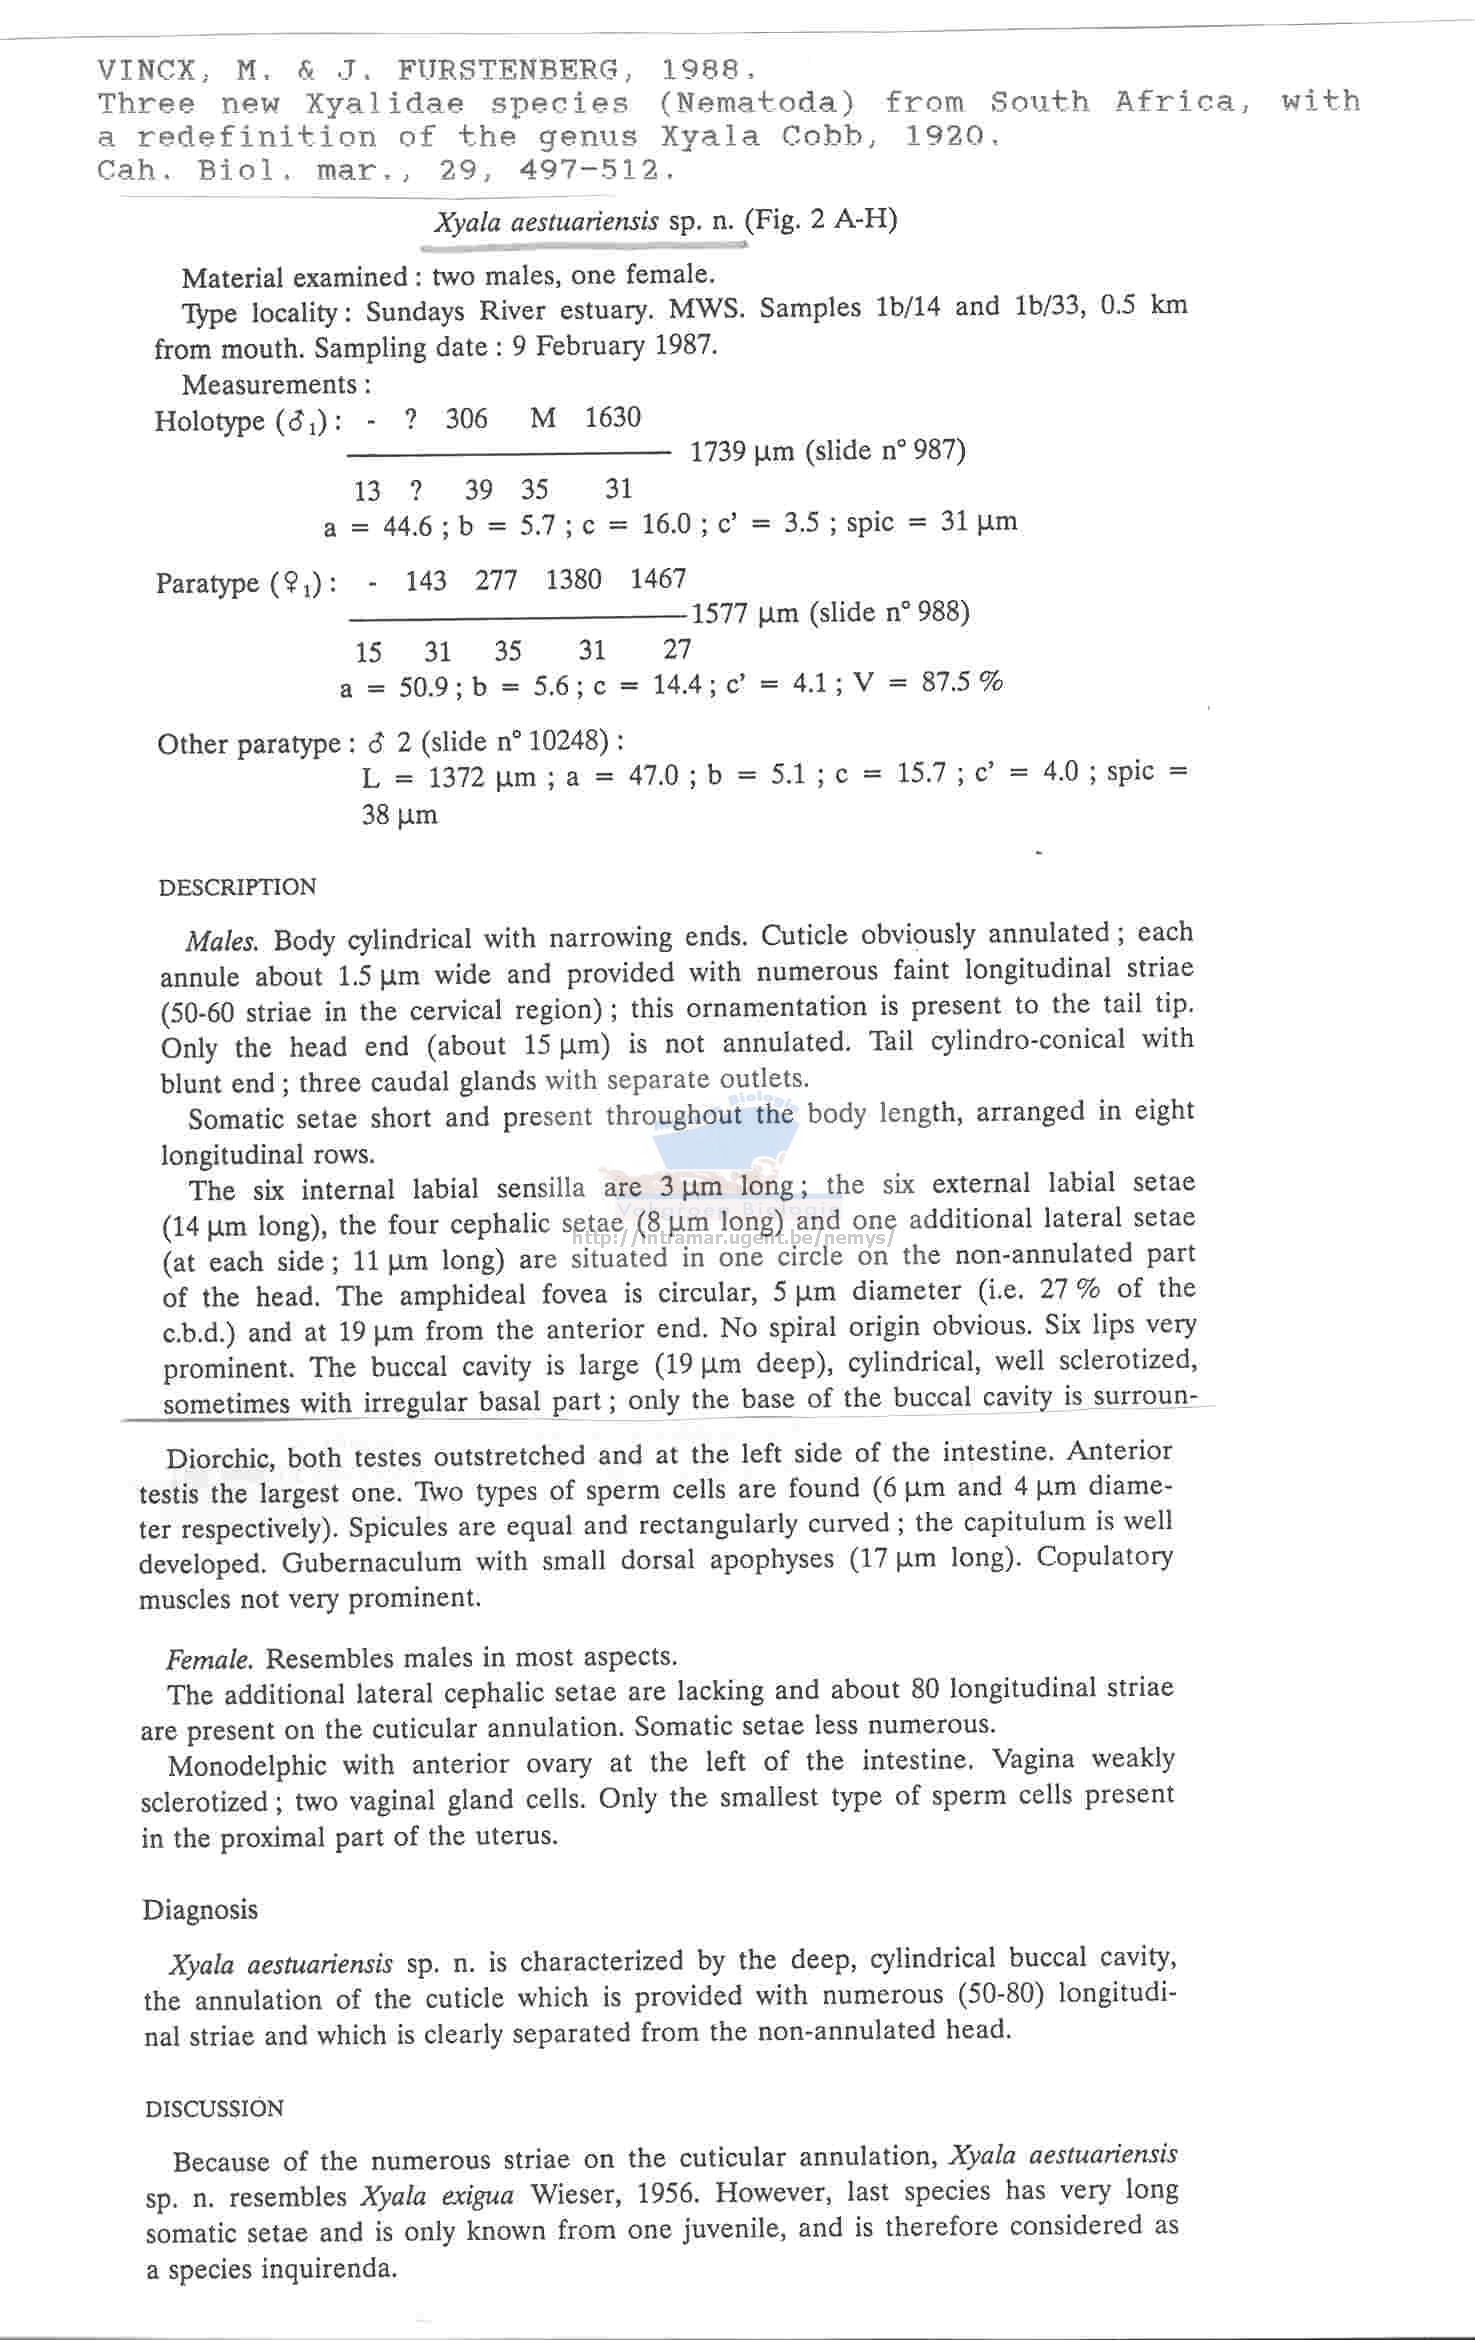 VINCX, M. & J. FURSTENBERG, 1988.
Three new Xyalidae species (Nematoda) from South Africa, with
a redefinition of the genus Xyala Cobb, 1920.
Cah. Biol. mar., 29, 497-512.
Xyala aestuariensis sp. n. (Fig. 2 A-H)
Material examined : two males, one female.
Type locality : Sundays River estuary. MWS. Samples 1b/14 and 1b/33, 0.5 km
from mouth. Sampling date : 9 February 1987.
Measurements :
Holotype (♂1) : - ? 306 M 1630
1739 µm (slide n° 987)
13 ? 39 35 31
a = 44.6 ; b = 5.7 ; c = 16.0 ; c’ = 3.5 ; spic = 31 µm
Paratype (♀1) : - 143 277 1380 1467
1577 µm (slide n° 988)
15 31 35 31 27
a = 50.9 ; b = 5.6 ; c = 14.4 ; c’ = 4.1 ; V = 87.5 %
Other paratype : ♂ 2 (slide n° 10248) :
L = 1372 µm ; a = 47.0 ; b = 5.1 ; c = 15.7 ; c’ = 4.0 ; spic =
38 µm
DESCRIPTION
Males. Body cylindrical with narrowing ends. Cuticle obviously annulated ; each
annule about 1.5 µm wide and provided with numerous faint longitudinal striae
(50-60 striae in the cervical region) ; this ornamentation is present to the tail tip.
Only the head end (about 15 µm) is not annulated. Tail cylindro-conical with
blunt end ; three caudal glands with separate outlets.
Somatic setae short and present throughout the body length, arranged in eight
longitudinal rows.
The six internal labial sensilla are 3 µm long ; the six external labial setae
(14 µm long), the four cephalic setae (8 µm long) and one additional lateral setae
(at each side ; 11 µm long) are situated in one circle on the non-annulated part
of the head. The amphideal fovea is circular, 5 µm diameter (i.e. 27 % of the
c.b.d.) and at 19 µm from the anterior end. No spiral origin obvious. Six lips very
prominent. The buccal cavity is large (19 µm deep), cylindrical, well sclerotized,
sometimes with irregular basal part ; only the base of the buccal cavity is surroun-
Biologie
Vakgroep Biologie
http://intramar.ugent.be/nemys/
Diorchic, both testes outstretched and at the left side of the intestine. Anterior
testis the largest one. Two types of sperm cells are found (6 µm and 4 µm diame-
ter respectively). Spicules are equal and rectangularly curved ; the capitulum is well
developed. Gubernaculum with small dorsal apophyses (17 µm long). Copulatory
muscles not very prominent.
Female. Resembles males in most aspects.
The additional lateral cephalic setae are lacking and about 80 longitudinal striae
are present on the cuticular annulation. Somatic setae less numerous.
Monodelphic with anterior ovary at the left of the intestine. Vagina weakly
sclerotized ; two vaginal gland cells. Only the smallest type of sperm cells present
in the proximal part of the uterus.
Diagnosis
Xyala aestuariensis sp. n. is characterized by the deep, cylindrical buccal cavity,
the annulation of the cuticle which is provided with numerous (50-80) longitudi-
nal striae and which is clearly separated from the non-annulated head.
DISCUSSION
Because of the numerous striae on the cuticular annulation, Xyala aestuariensis
sp. n. resembles Xyala exigua Wieser, 1956. However, last species has very long
somatic setae and is only known from one juvenile, and is therefore considered as
a species inquirenda.